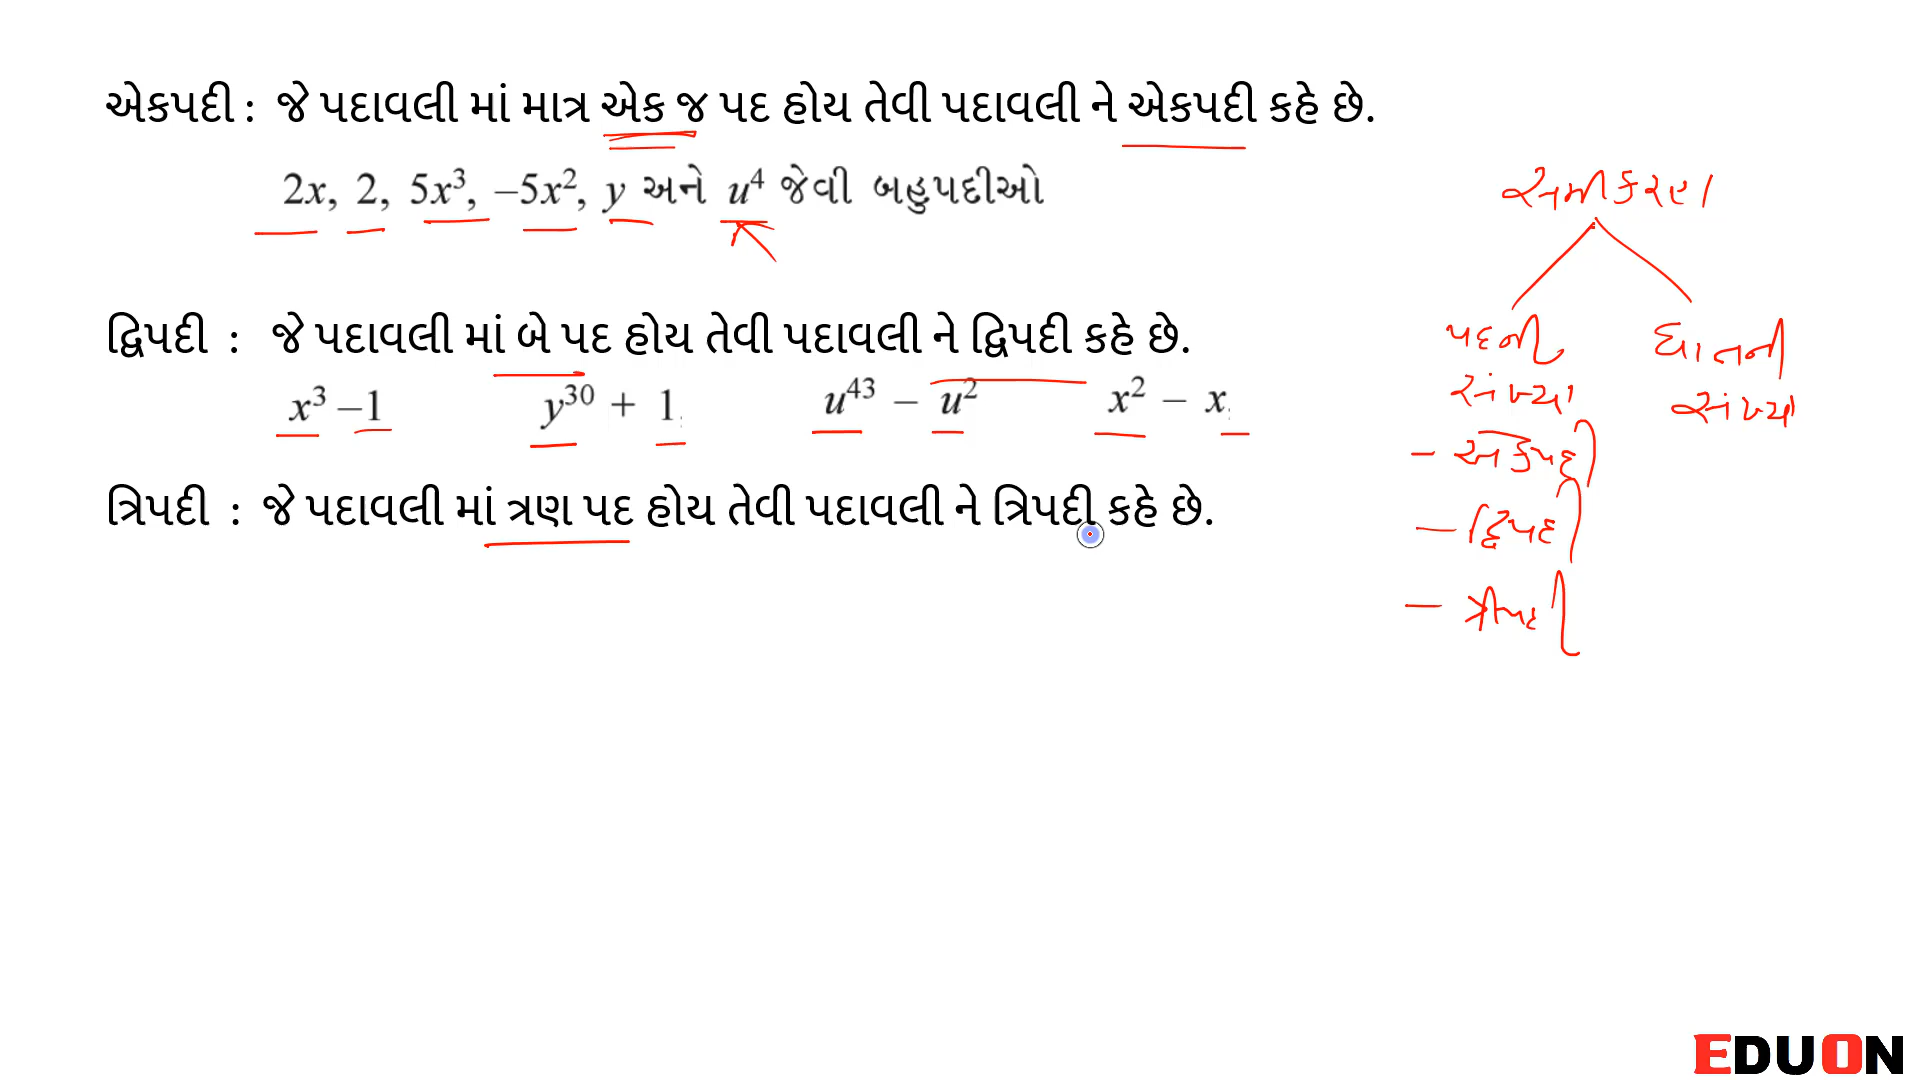 એકપદી : જે પદાવલી માં માત્ર એક જ પદ હોય તેવી પદાવલી ને એકપદી કહે છે.
2x, 2, 5x³, –5x², y અને u⁴ જેવી બહુપદીઓ
દ્વિપદી : જે પદાવલી માં બે પદ હોય તેવી પદાવલી ને દ્વિપદી કહે છે.
x³ –1 y³⁰ + 1 u⁴³ – u² x² – x
ત્રિપદી : જે પદાવલી માં ત્રણ પદ હોય તેવી પદાવલી ને ત્રિપદી કહે છે.
સમીકરણ
પદની
સંખ્યા
ઘાતની
સંખ્યા
– એકપદી
– દ્વિપદી
– ત્રીપદી
EDUON